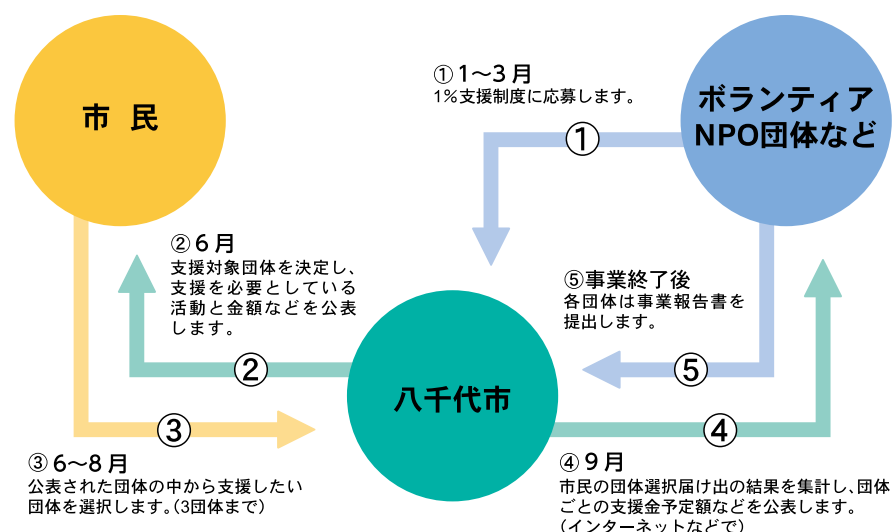 市 民
ボランティア
NPO団体など
① 1～3 月
1%支援制度に応募します。
①
② 6 月
支援対象団体を決定し、
支援を必要としている
活動と金額などを公表
します。
②
⑤事業終了後
各団体は事業報告書を
提出します。
⑤
八千代市
③
③ 6～8 月
公表された団体の中から支援したい
団体を選択します。(3団体まで)
④
④ 9 月
市民の団体選択届け出の結果を集計し、団体
ごとの支援金予定額などを公表します。
(インターネットなどで)